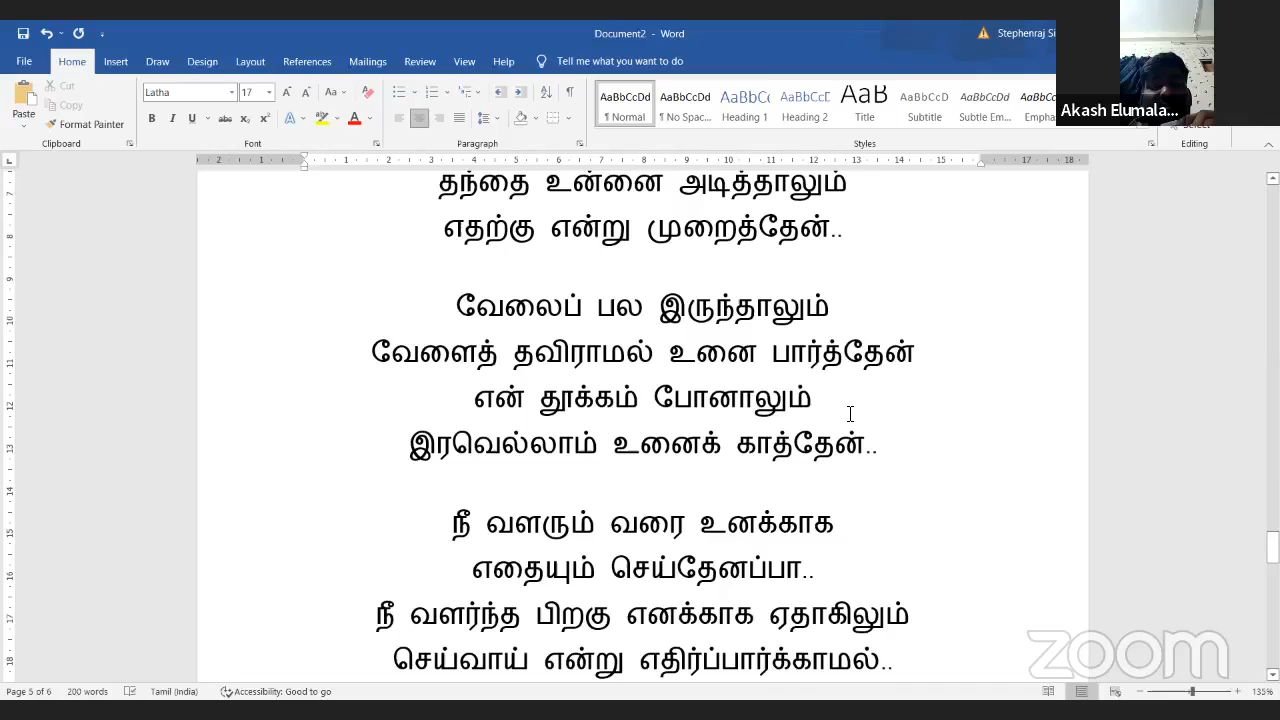 Document2 - Word
Stephenraj Si
File Home Insert Draw Design Layout References Mailings Review View Help Tell me what you want to do
Akash Elumala...
Paste
Cut
Copy
Format Painter
Latha 17
AaBbCcDd AaBbCcDd AaBbCc AaBbCcD AaB AaBbCcD AaBbCcDd AaBbCcDd
¶ Normal ¶ No Spac... Heading 1 Heading 2 Title Subtitle Subtle Em... Empha
Clipboard Font Paragraph Styles Editing
தந்தை உன்னை அடித்தாலும்
எதற்கு என்று முறைத்தேன்..
வேலைப் பல இருந்தாலும்
வேளைத் தவிராமல் உனை பார்த்தேன்
என் தூக்கம் போனாலும்
இரவெல்லாம் உனைக் காத்தேன்..
நீ வளரும் வரை உனக்காக
எதையும் செய்தேனப்பா..
நீ வளர்ந்த பிறகு எனக்காக ஏதாகிலும்
செய்வாய் என்று எதிர்ப்பார்க்காமல்..
zoom
Page 5 of 6 200 words Tamil (India) Accessibility: Good to go 135%